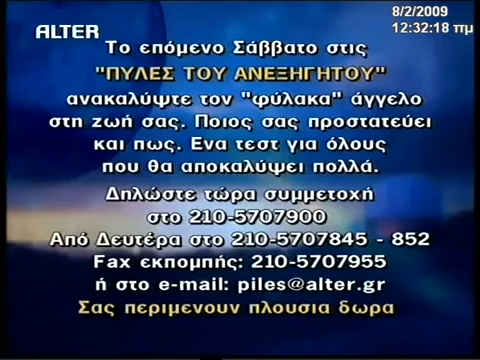 8/2/2009
ALTER
12:32:18 πμ
Το επόμενο Σάββατο στις
"ΠΥΛΕΣ ΤΟΥ ΑΝΕΞΗΓΗΤΟΥ"
ανακαλύψτε τον "φύλακα" άγγελο
στη ζωή σας. Ποιος σας προστατεύει
και πως. Ενα τεστ για όλους
που θα αποκαλύψει πολλά.
Δηλώστε τώρα συμμετοχή
στο 210-5707900
Από Δευτέρα στο 210-5707845 - 852
Fax εκπομπής: 210-5707955
ή στο e-mail: piles@alter.gr
Σας περιμενουν πλουσια δωρα